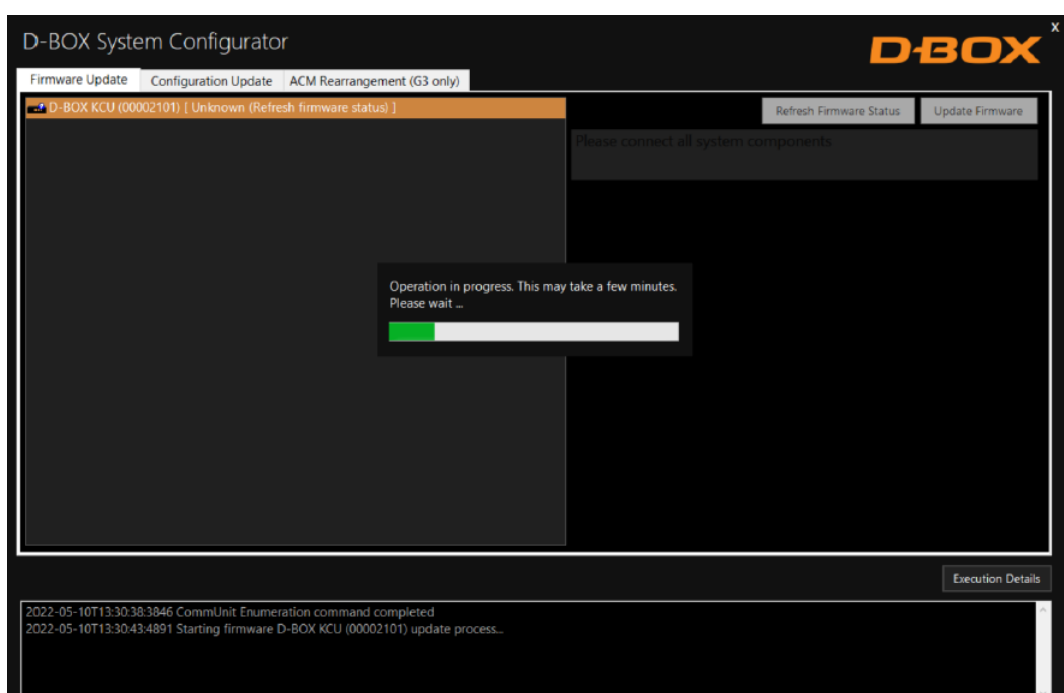 D-BOX System Configurator
D-BOX
x
Firmware Update
Configuration Update
ACM Rearrangement (G3 only)
D-BOX KCU (00002101) [ Unknown (Refresh firmware status) ]
Refresh Firmware Status
Update Firmware
Please connect all system components
Operation in progress. This may take a few minutes.
Please wait ...
Execution Details
2022-05-10T13:30:38:3846 CommUnit Enumeration command completed
2022-05-10T13:30:43:4891 Starting firmware D-BOX KCU (00002101) update process...